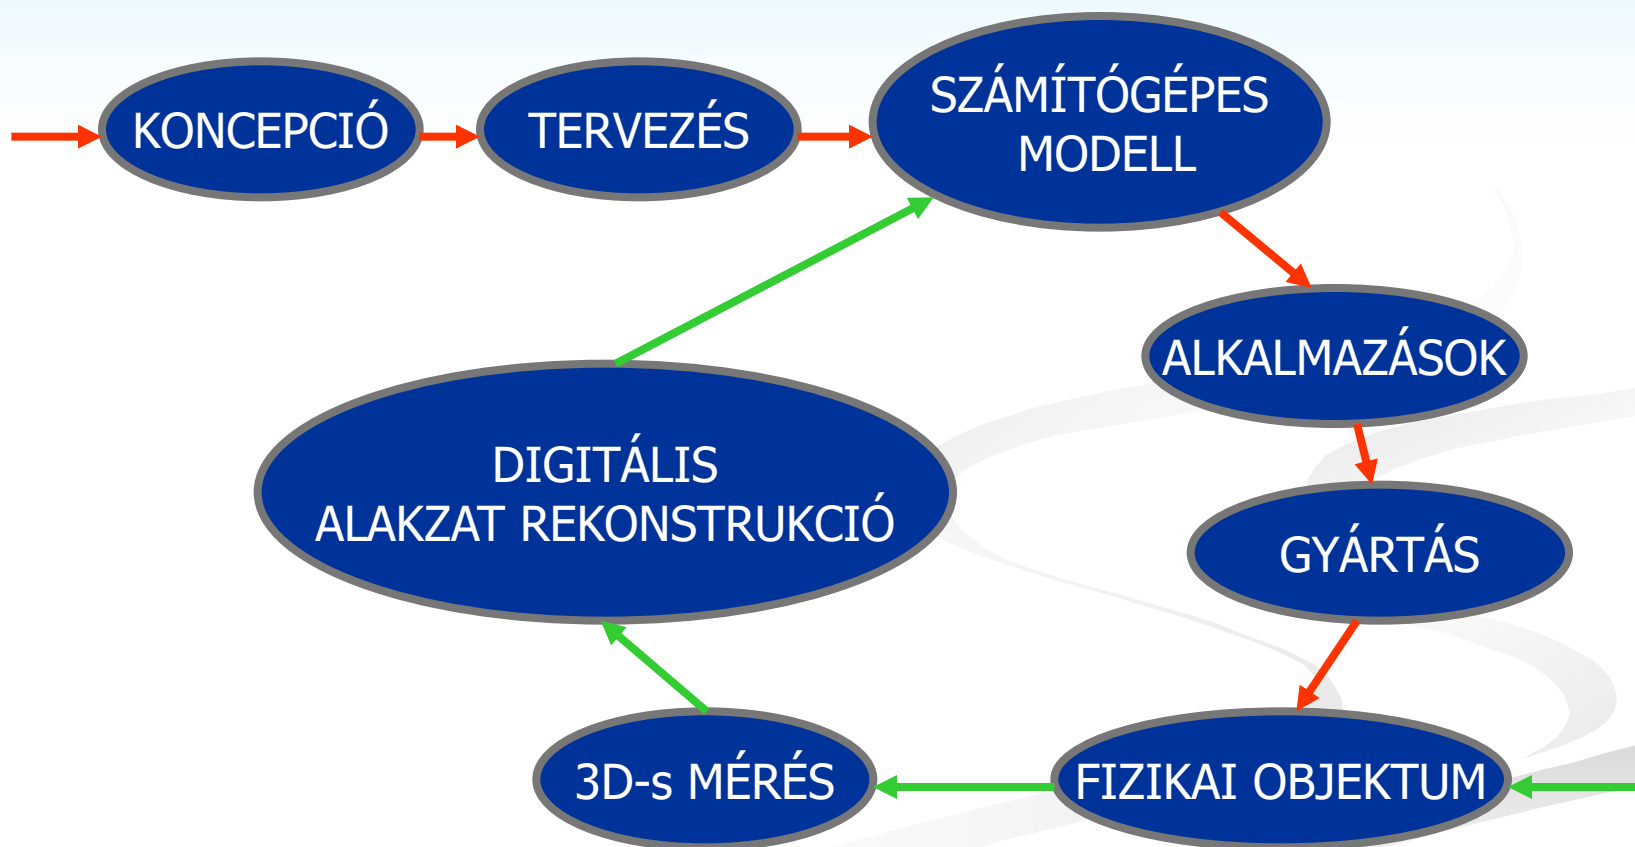 KONCEPCIÓ
TERVEZÉS
SZÁMÍTÓGÉPES
MODELL
ALKALMAZÁSOK
DIGITÁLIS
ALAKZAT REKONSTRUKCIÓ
GYÁRTÁS
3D-s MÉRÉS
FIZIKAI OBJEKTUM